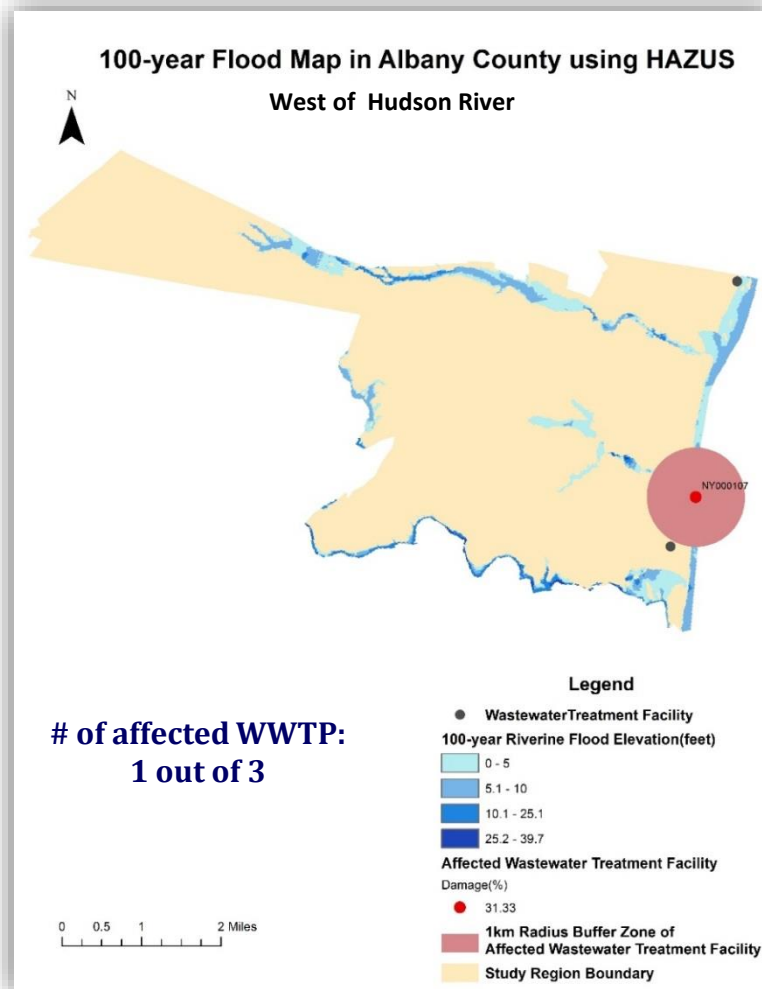 100-year Flood Map in Albany County using HAZUS
West of Hudson River
N
NY000107
# of affected WWTP:
1 out of 3
Legend
WastewaterTreatment Facility
100-year Riverine Flood Elevation(feet)
0 - 5
5.1 - 10
10.1 - 25.1
25.2 - 39.7
Affected Wastewater Treatment Facility
Damage(%)
31.33
1km Radius Buffer Zone of
Affected Wastewater Treatment Facility
Study Region Boundary
0 0.5 1 2 Miles